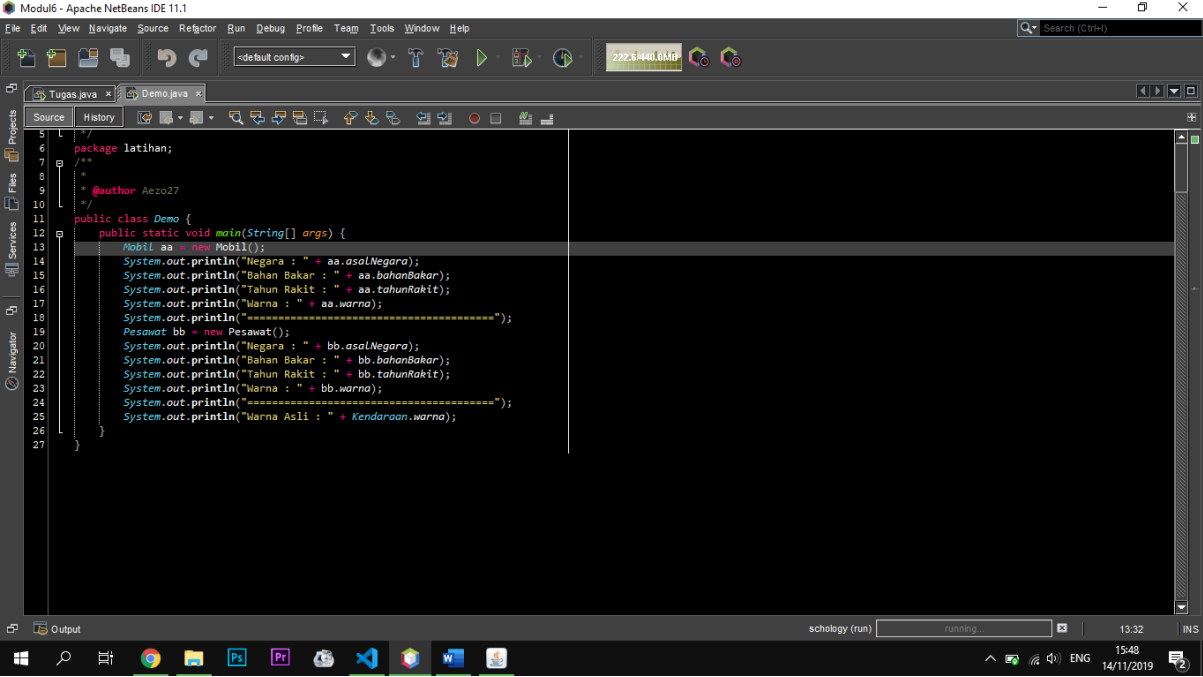 Modul6 - Apache NetBeans IDE 11.1
File Edit View Navigate Source Refactor Run Debug Profile Team Tools Window Help
Search (Ctrl+I)
<default config>
222.6/440.0MB
Tugas.java
Demo.java
Source History
Projects
Files
Services
Navigator
5 */
6 package latihan;
7 /**
8 *
9 * @author Aezo27
10 */
11 public class Demo {
12 public static void main(String[] args) {
13 Mobil aa = new Mobil();
14 System.out.println("Negara : " + aa.asalNegara);
15 System.out.println("Bahan Bakar : " + aa.bahanBakar);
16 System.out.println("Tahun Rakit : " + aa.tahunRakit);
17 System.out.println("Warna : " + aa.warna);
18 System.out.println("========================================");
19 Pesawat bb = new Pesawat();
20 System.out.println("Negara : " + bb.asalNegara);
21 System.out.println("Bahan Bakar : " + bb.bahanBakar);
22 System.out.println("Tahun Rakit : " + bb.tahunRakit);
23 System.out.println("Warna : " + bb.warna);
24 System.out.println("========================================");
25 System.out.println("Warna Asli : " + Kendaraan.warna);
26 }
27 }
Output
schology (run)
running...
13:32
INS
Ps
Pr
ENG
15:48
14/11/2019
2